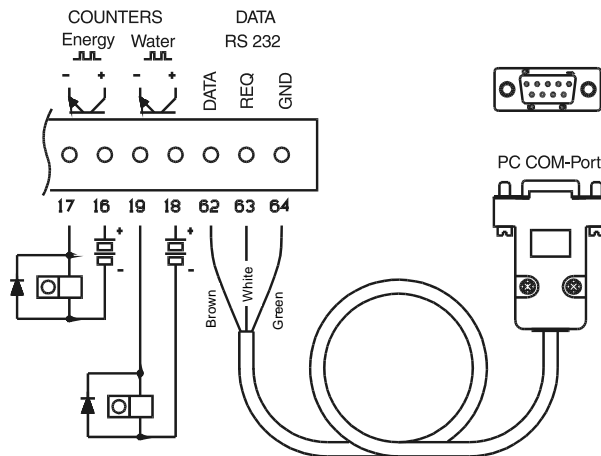 COUNTERS
Energy Water
- + - +
DATA
RS 232
DATA
REQ
GND
PC COM-Port
17 16 19 18 62 63 64
+
-
+
-
Brown
White
Green